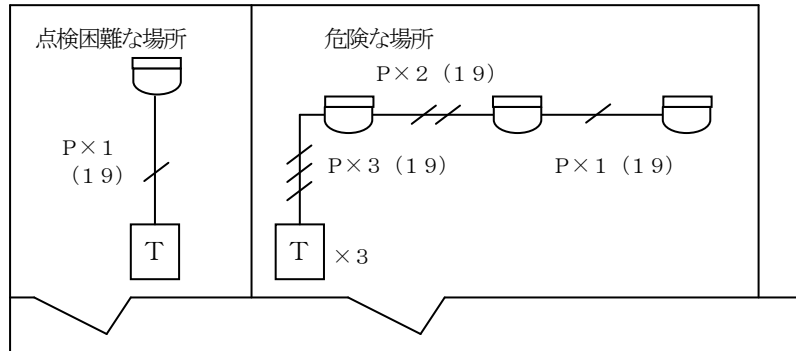 点検困難な場所
危険な場所
P×2（19）
P×1
（19）
P×3（19）
P×1（19）
T
T
×3